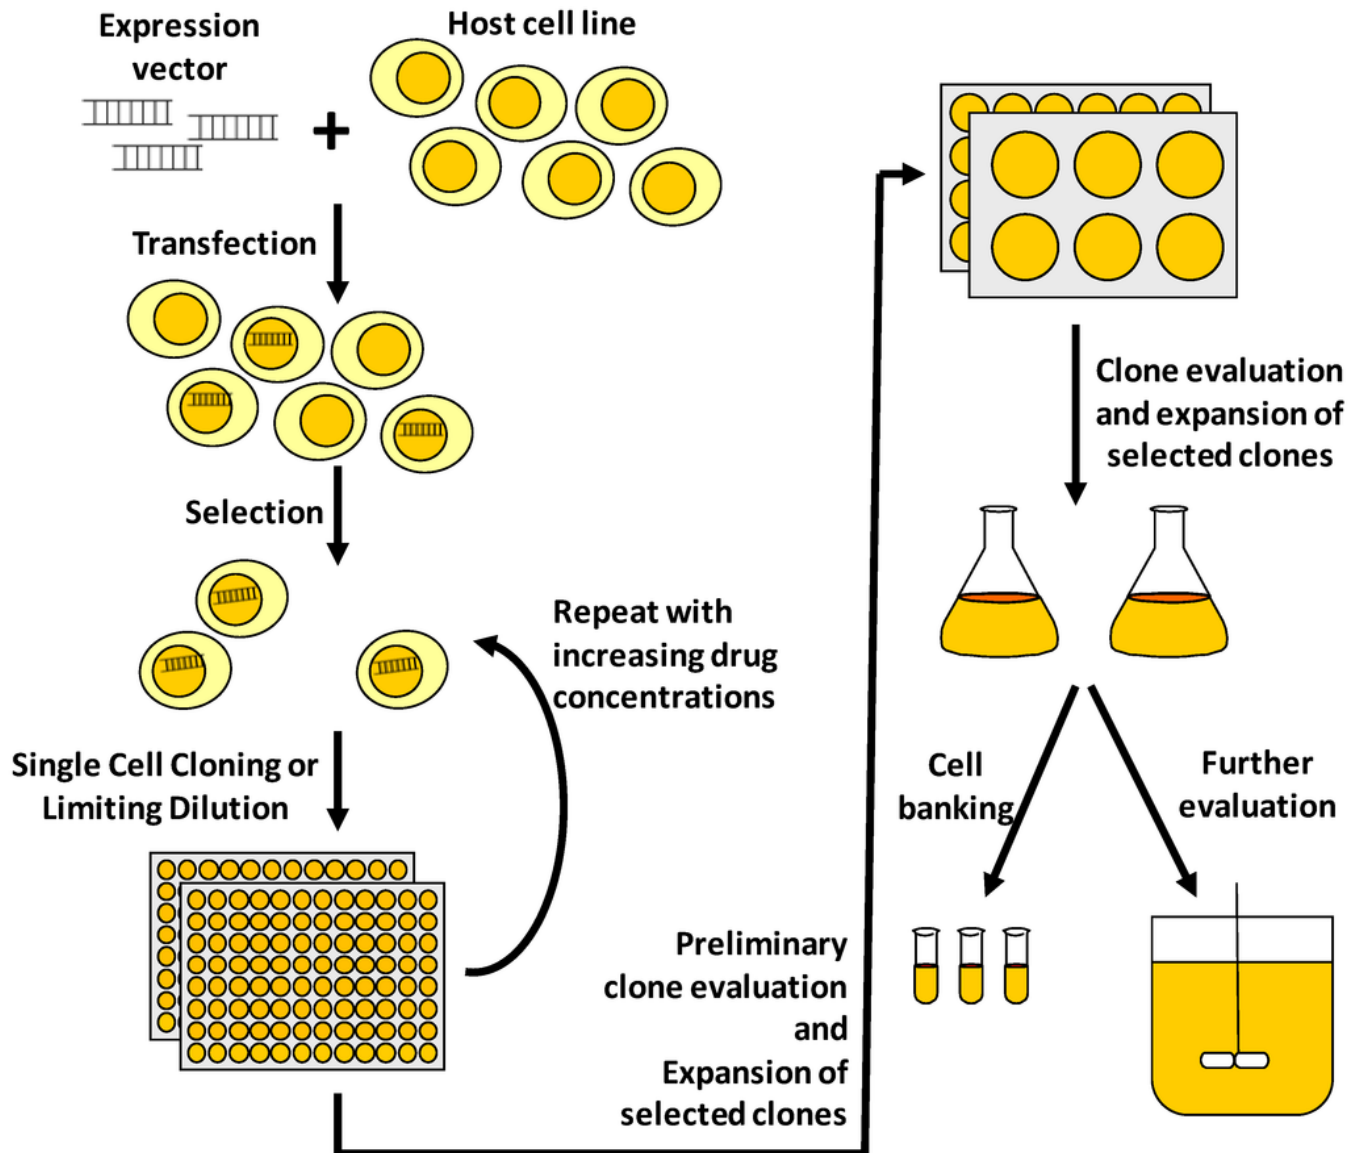 Expression
vector
Host cell line
+
Transfection
Selection
Repeat with
increasing drug
concentrations
Single Cell Cloning or
Limiting Dilution
Preliminary
clone evaluation
and
Expansion of
selected clones
Clone evaluation
and expansion of
selected clones
Cell
banking
Further
evaluation